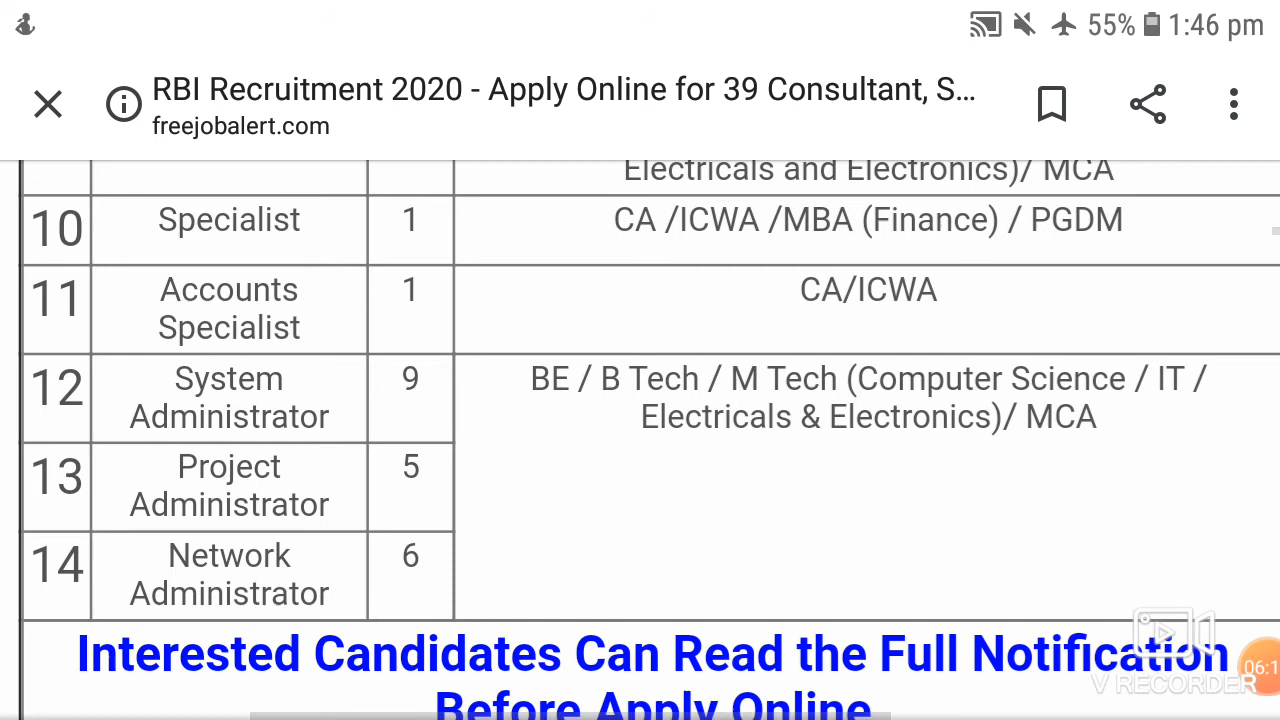 55% 1:46 pm
RBI Recruitment 2020 - Apply Online for 39 Consultant, S...
freejobalert.com
Electricals and Electronics)/ MCA
10 Specialist 1 CA /ICWA /MBA (Finance) / PGDM
11 Accounts Specialist 1 CA/ICWA
12 System Administrator 9 BE / B Tech / M Tech (Computer Science / IT / Electricals & Electronics)/ MCA
13 Project Administrator 5
14 Network Administrator 6
Interested Candidates Can Read the Full Notification
Before Apply Online
V RECORDER
06:1